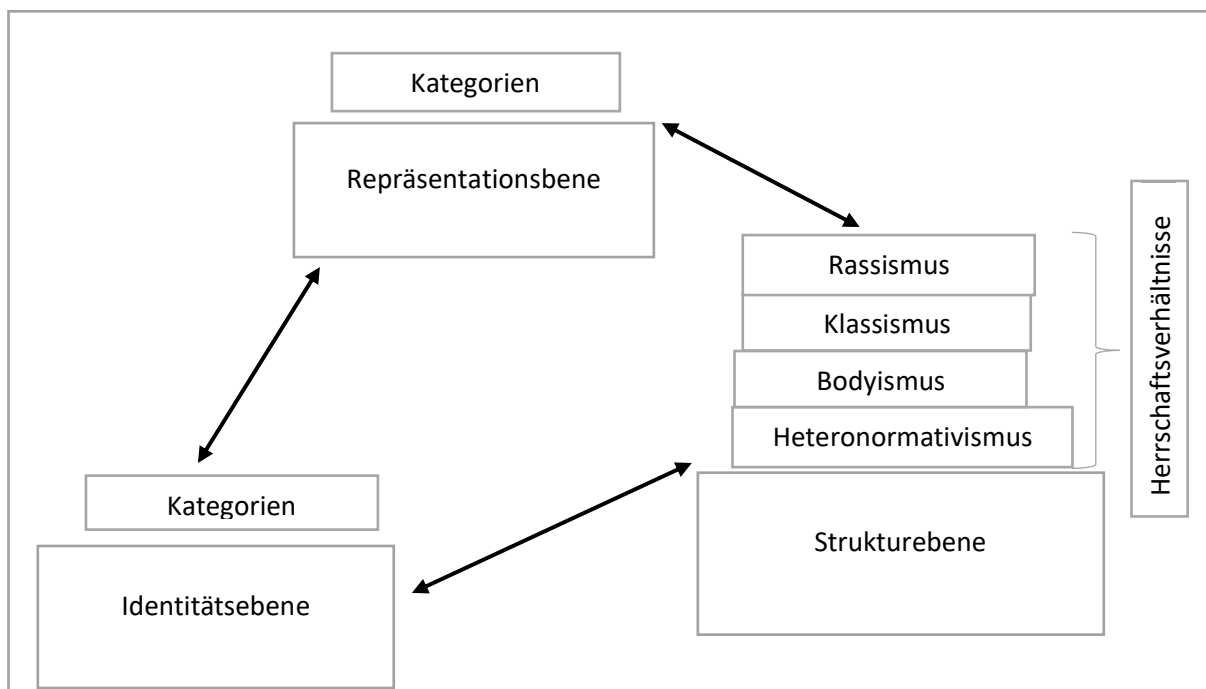 Kategorien
Repräsentationsbene
Rassismus
Klassismus
Bodyismus
Heteronormativismus
Herrschaftsverhältnisse
Kategorien
Identitätsebene
Strukturebene